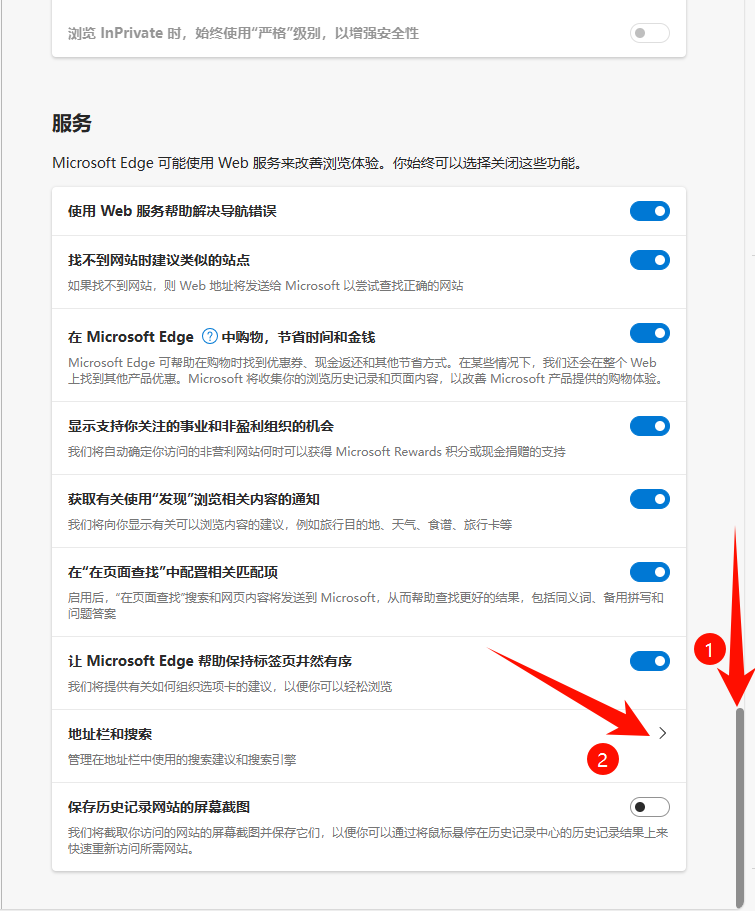 浏览 InPrivate 时，始终使用“严格”级别，以增强安全性
服务
Microsoft Edge 可能使用 Web 服务来改善浏览体验。你始终可以选择关闭这些功能。
使用 Web 服务帮助解决导航错误
找不到网站时建议类似的站点
如果找不到网站，则 Web 地址将发送给 Microsoft 以尝试查找正确的网站
在 Microsoft Edge ? 中购物，节省时间和金钱
Microsoft Edge 可帮助在购物时找到优惠券、现金返还和其他节省方式。在某些情况下，我们还会在整个 Web
上找到其他产品优惠。Microsoft 将收集你的浏览历史记录和页面内容，以改善 Microsoft 产品提供的购物体验。
显示支持你关注的事业和非盈利组织的机会
我们将自动确定你访问的非营利网站何时可以获得 Microsoft Rewards 积分或现金捐赠的支持
获取有关使用“发现”浏览相关内容的通知
我们将向你显示有关可以浏览内容的建议，例如旅行目的地、天气、食谱、旅行卡等
在“在页面查找”中配置相关匹配项
启用后，“在页面查找”搜索和网页内容将发送到 Microsoft，从而帮助查找更好的结果，包括同义词、备用拼写和
问题答案
让 Microsoft Edge 帮助保持标签页井然有序
我们将提供有关如何组织选项卡的建议，以便你可以轻松浏览
1
地址栏和搜索
管理在地址栏中使用的搜索建议和搜索引擎
2
保存历史记录网站的屏幕截图
我们将截取你访问的网站的屏幕截图并保存它们，以便你可以通过将鼠标悬停在历史记录中心的历史记录结果上来
快速重新访问所需网站。